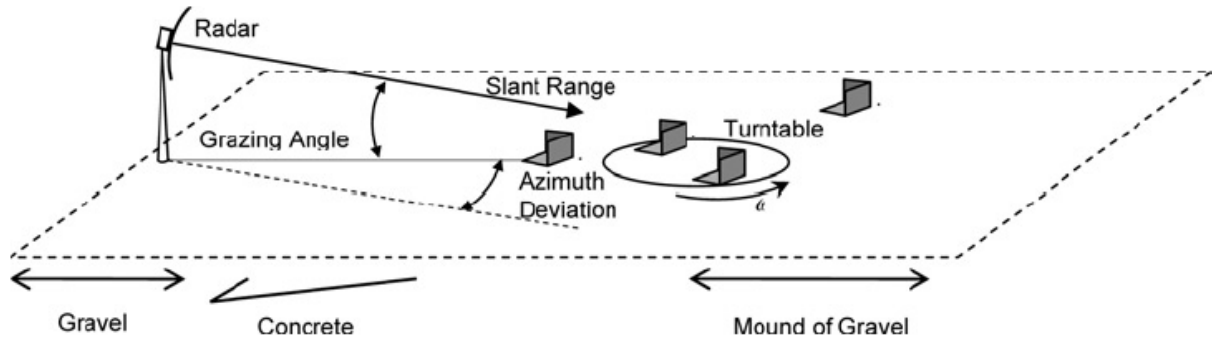 Radar
Slant Range
Grazing Angle
Turntable
Azimuth
Deviation
Gravel
Concrete
Mound of Gravel